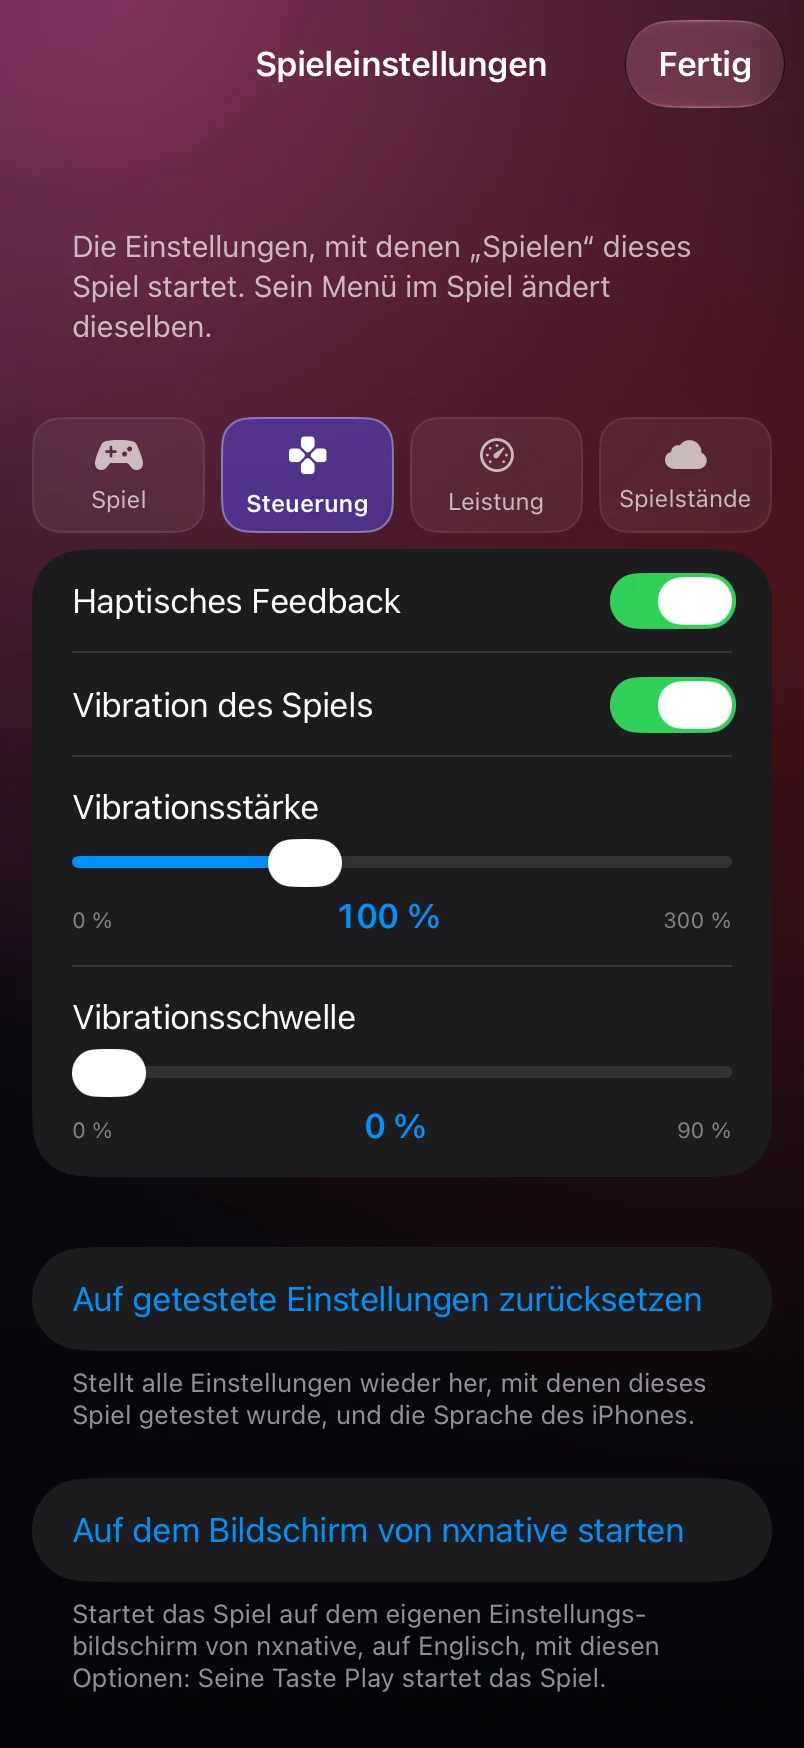 Spieleinstellungen
Fertig
Die Einstellungen, mit denen „Spielen“ dieses
Spiel startet. Sein Menü im Spiel ändert
dieselben.
Spiel
Steuerung
Leistung
Spielstände
Haptisches Feedback
Vibration des Spiels
Vibrationsstärke
0 %
100 %
300 %
Vibrationsschwelle
0 %
0 %
90 %
Auf getestete Einstellungen zurücksetzen
Stellt alle Einstellungen wieder her, mit denen dieses
Spiel getestet wurde, und die Sprache des iPhones.
Auf dem Bildschirm von nxnative starten
Startet das Spiel auf dem eigenen Einstellungs-
bildschirm von nxnative, auf Englisch, mit diesen
Optionen: Seine Taste Play startet das Spiel.